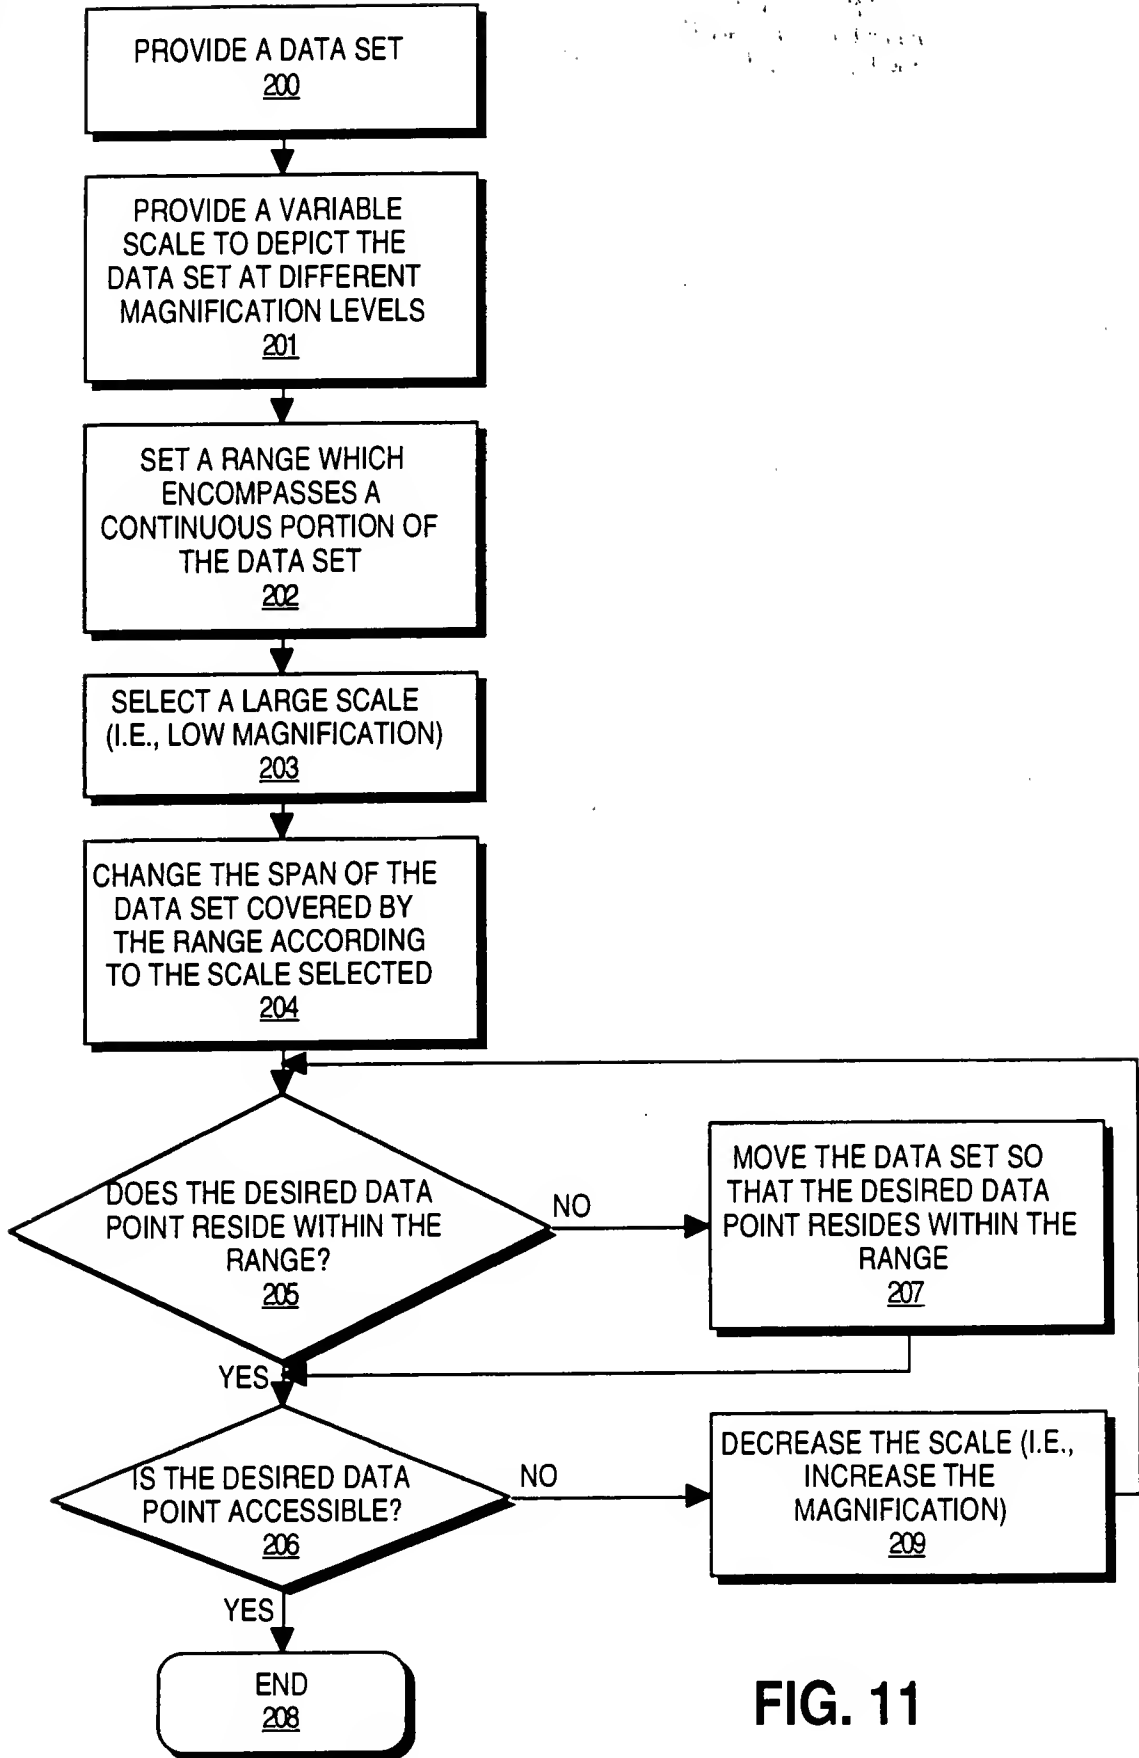 PROVIDE A DATA SET
200
PROVIDE A VARIABLE
SCALE TO DEPICT THE
DATA SET AT DIFFERENT
MAGNIFICATION LEVELS
201
SET A RANGE WHICH
ENCOMPASSES A
CONTINUOUS PORTION OF
THE DATA SET
202
SELECT A LARGE SCALE
(I.E., LOW MAGNIFICATION)
203
CHANGE THE SPAN OF THE
DATA SET COVERED BY
THE RANGE ACCORDING
TO THE SCALE SELECTED
204
DOES THE DESIRED DATA
POINT RESIDE WITHIN THE
RANGE?
205
NO
MOVE THE DATA SET SO
THAT THE DESIRED DATA
POINT RESIDES WITHIN THE
RANGE
207
YES
IS THE DESIRED DATA
POINT ACCESSIBLE?
206
NO
DECREASE THE SCALE (I.E.,
INCREASE THE
MAGNIFICATION)
209
YES
END
208
FIG. 11